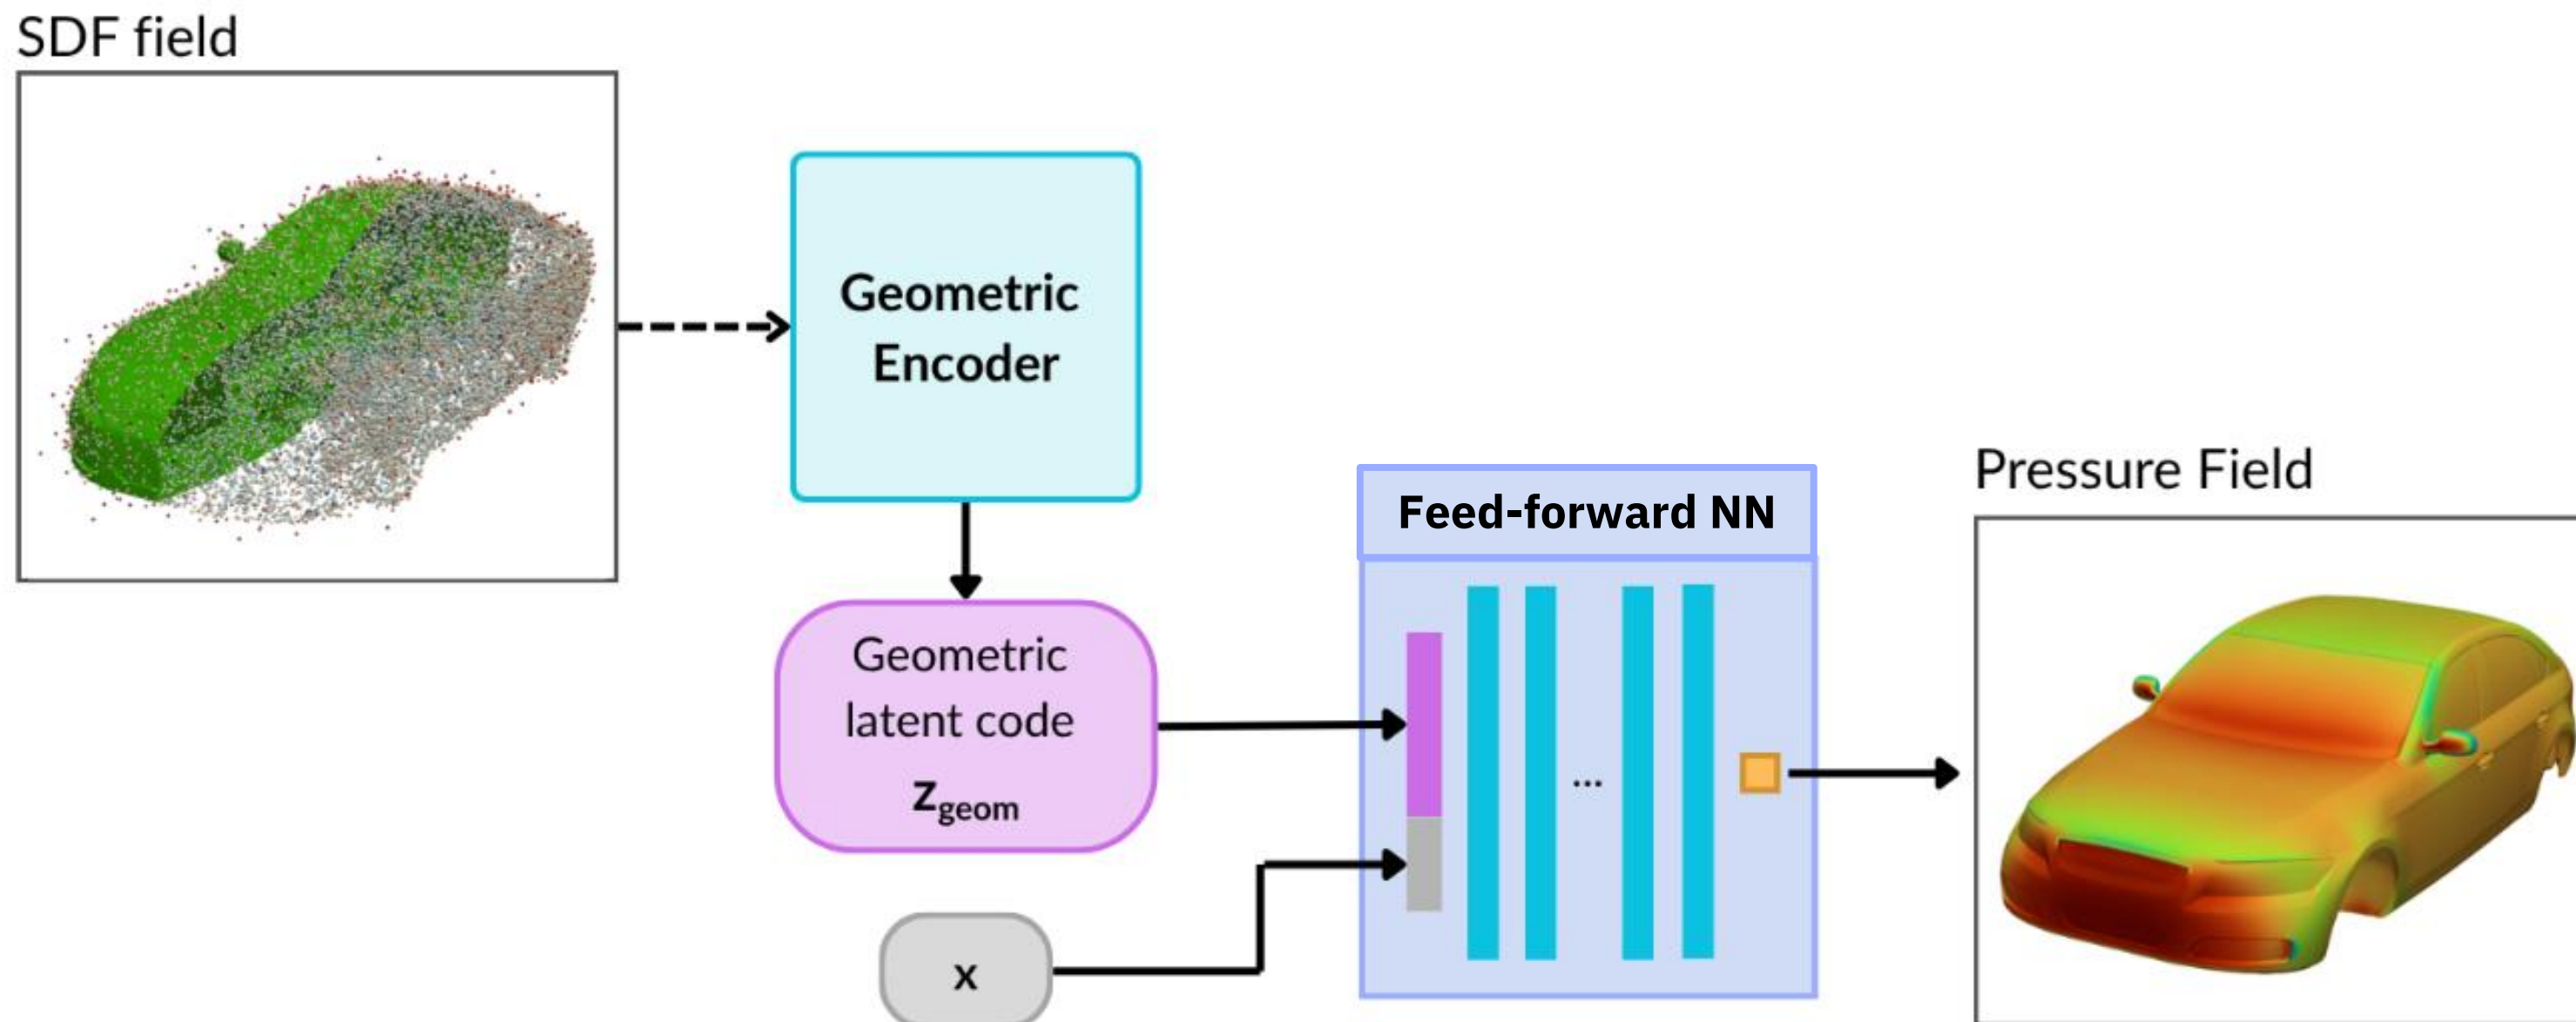 SDF field
Geometric
Encoder
Geometric
latent code
z_geom
x
Feed-forward NN
...
Pressure Field